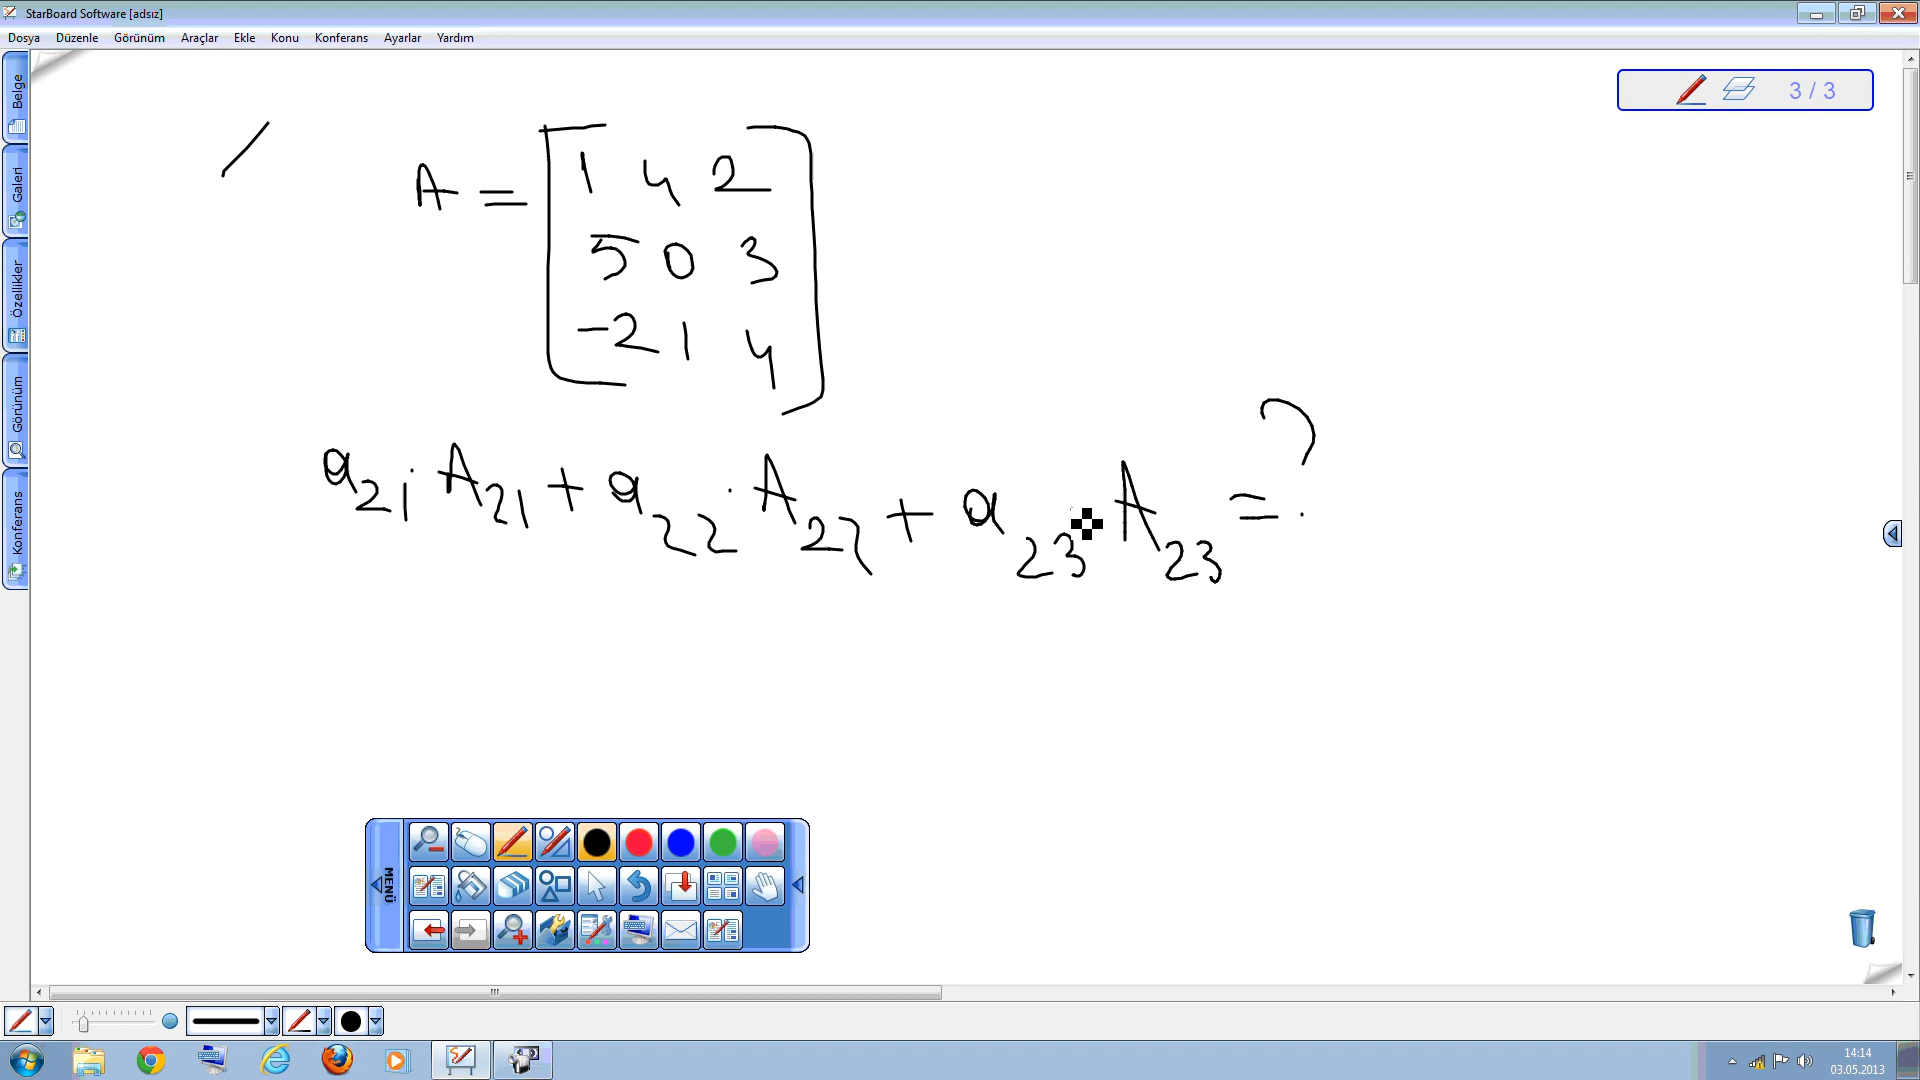 StarBoard Software [adsız]
Dosya Düzenle Görünüm Araçlar Ekle Konu Konferans Ayarlar Yardım
Belge
Galeri
Özellikler
Görünüm
Konferans
3 / 3
A = [1 4 2
5 0 3
-2 1 4]
a₂₁ · A₂₁ + a₂₂ · A₂₂ + a₂₃ · A₂₃ = ?
MENÜ
14:14
03.05.2013